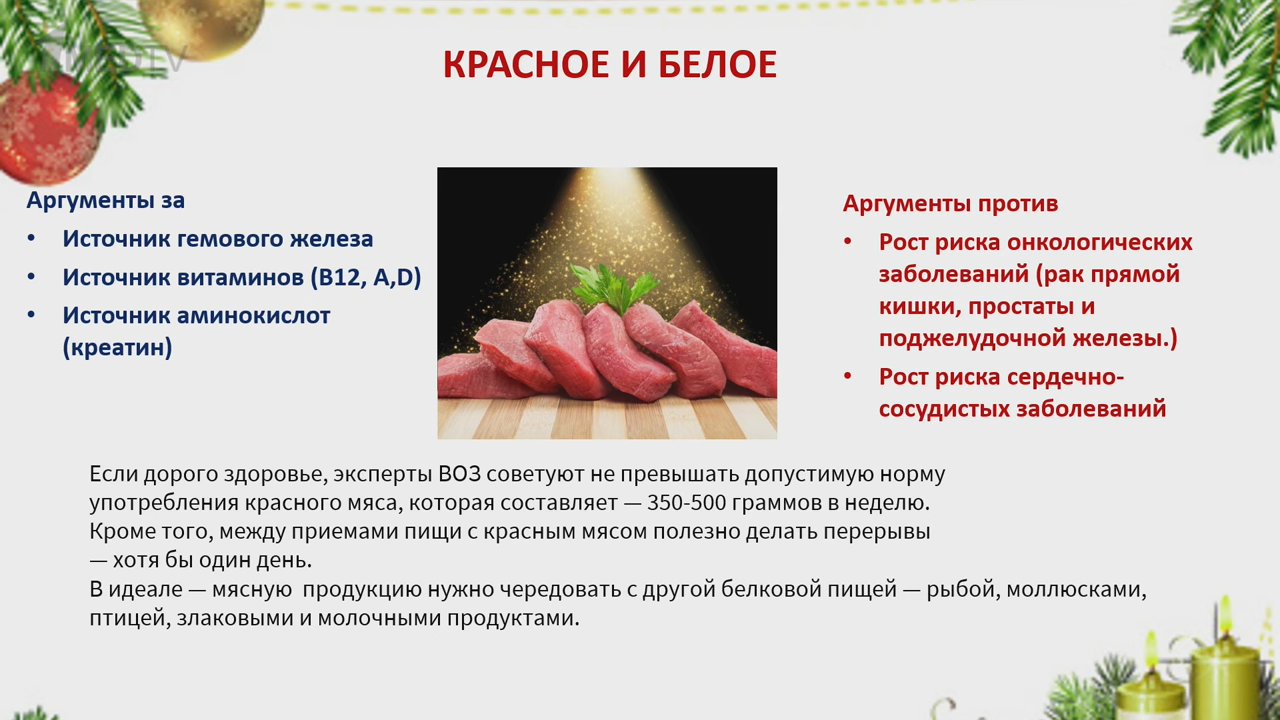 КРАСНОЕ И БЕЛОЕ
Аргументы за
• Источник гемового железа
• Источник витаминов (В12, А,D)
• Источник аминокислот
(креатин)
Аргументы против
• Рост риска онкологических
заболеваний (рак прямой
кишки, простаты и
поджелудочной железы.)
• Рост риска сердечно-
сосудистых заболеваний
Если дорого здоровье, эксперты ВОЗ советуют не превышать допустимую норму
употребления красного мяса, которая составляет — 350-500 граммов в неделю.
Кроме того, между приемами пищи с красным мясом полезно делать перерывы
— хотя бы один день.
В идеале — мясную продукцию нужно чередовать с другой белковой пищей — рыбой, моллюсками,
птицей, злаковыми и молочными продуктами.